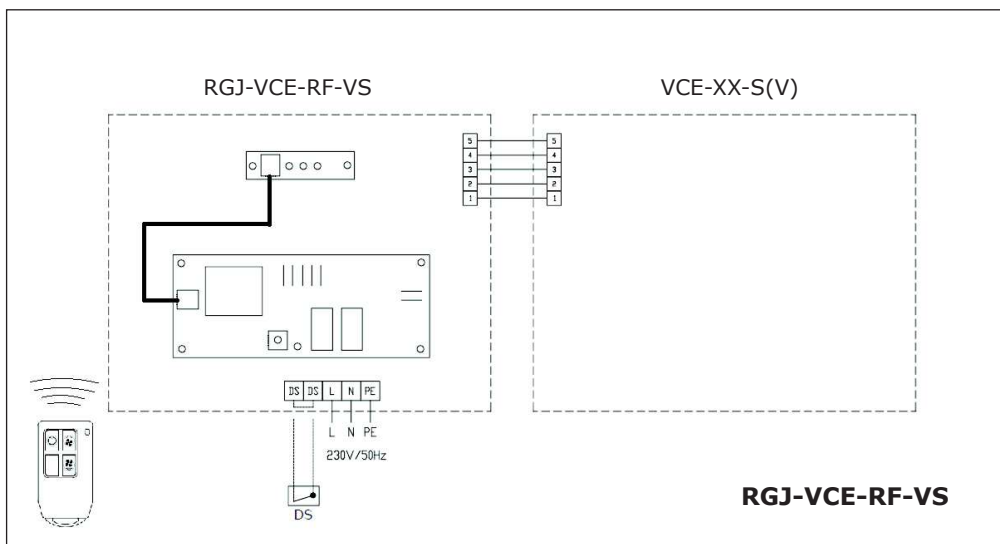 RGJ-VCE-RF-VS VCE-XX-S(V)
5 5
4 4
3 3
2 2
1 1
DS DS L N PE
L N PE
230V/50Hz
DS
RGJ-VCE-RF-VS